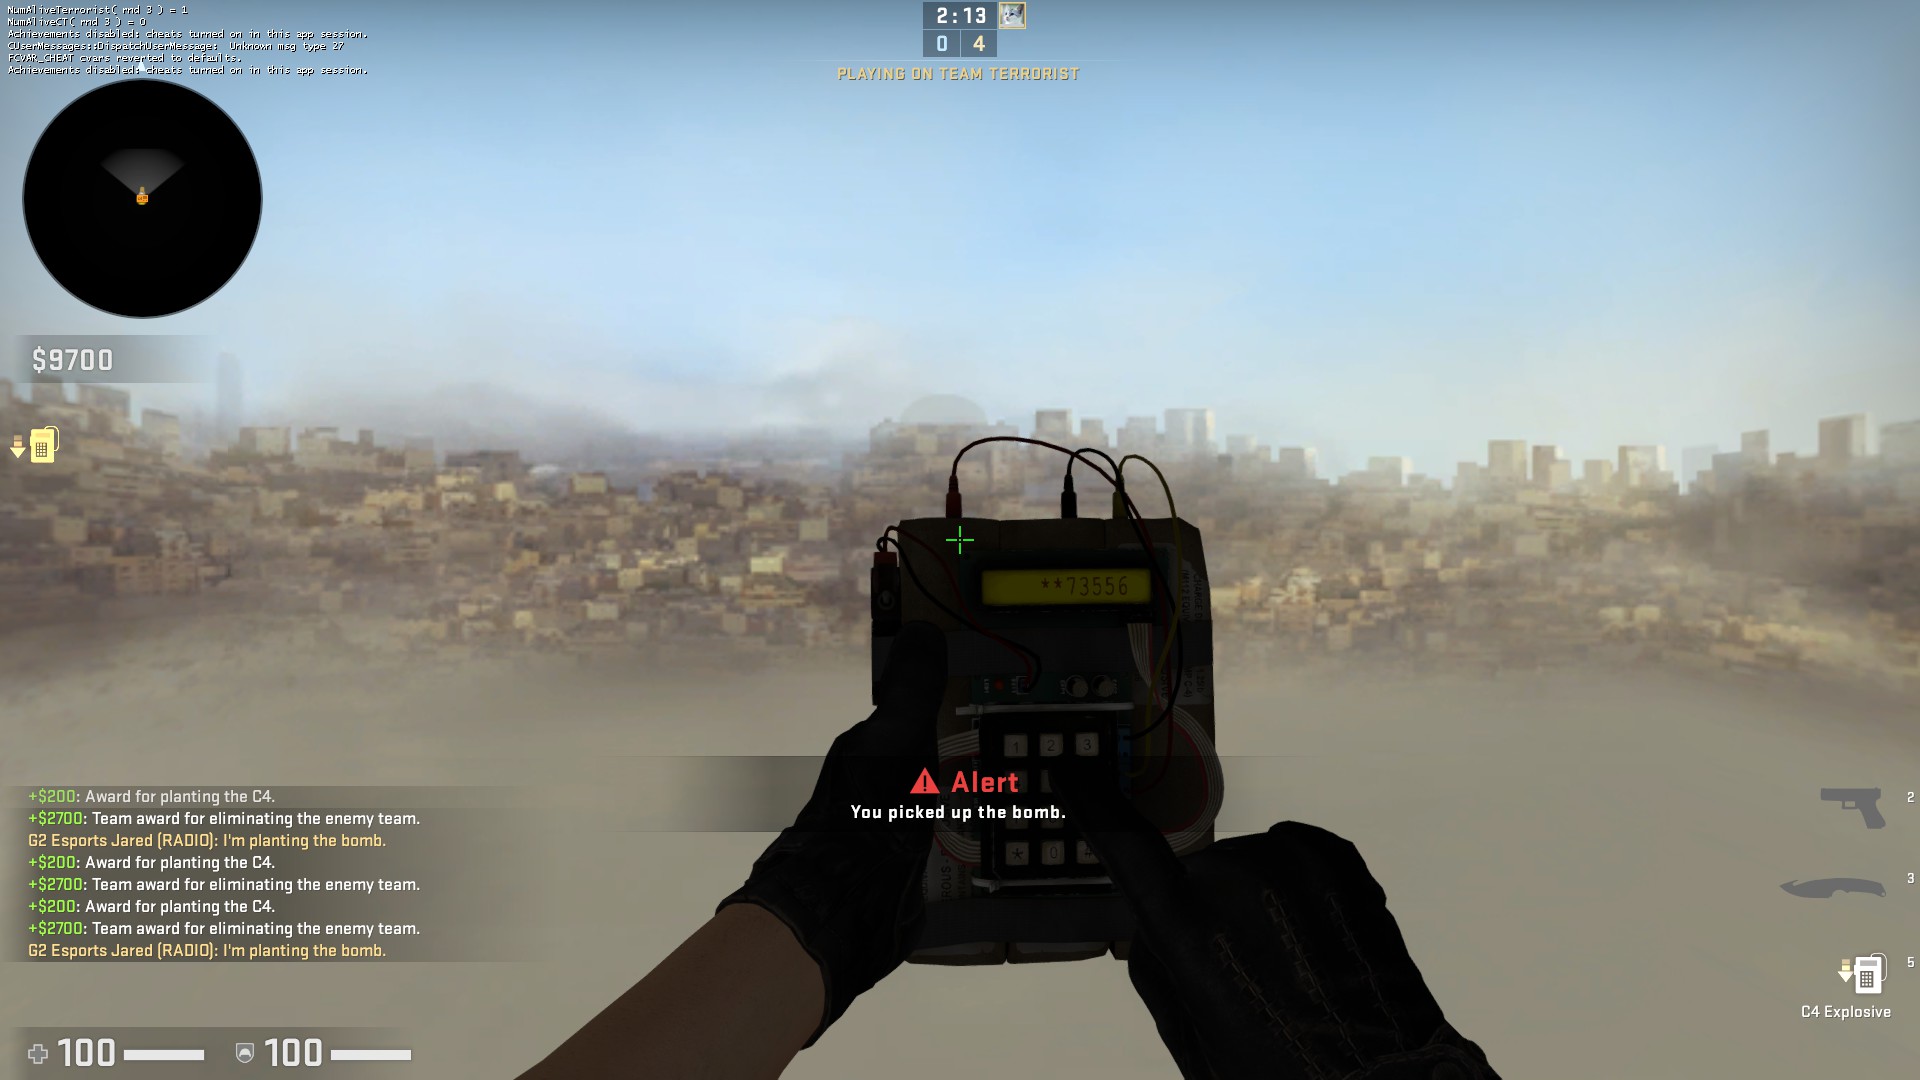 NumAliveTerrorist( rnd 3 ) = 1
NumAliveCT( rnd 3 ) = 0
Achievements disabled: cheats turned on in this app session.
CUserMessages::DispatchUserMessage:  Unknown msg type 27
FCVAR_CHEAT cvars reverted to defaults.
Achievements disabled: cheats turned on in this app session.
2:13
0 4
PLAYING ON TEAM TERRORIST
$9700
**73556
1 2 3
Alert
You picked up the bomb.
* 0 #
+$200: Award for planting the C4.
+$2700: Team award for eliminating the enemy team.
G2 Esports Jared (RADIO): I'm planting the bomb.
+$200: Award for planting the C4.
+$2700: Team award for eliminating the enemy team.
+$200: Award for planting the C4.
+$2700: Team award for eliminating the enemy team.
G2 Esports Jared (RADIO): I'm planting the bomb.
2
3
5
C4 Explosive
100 100